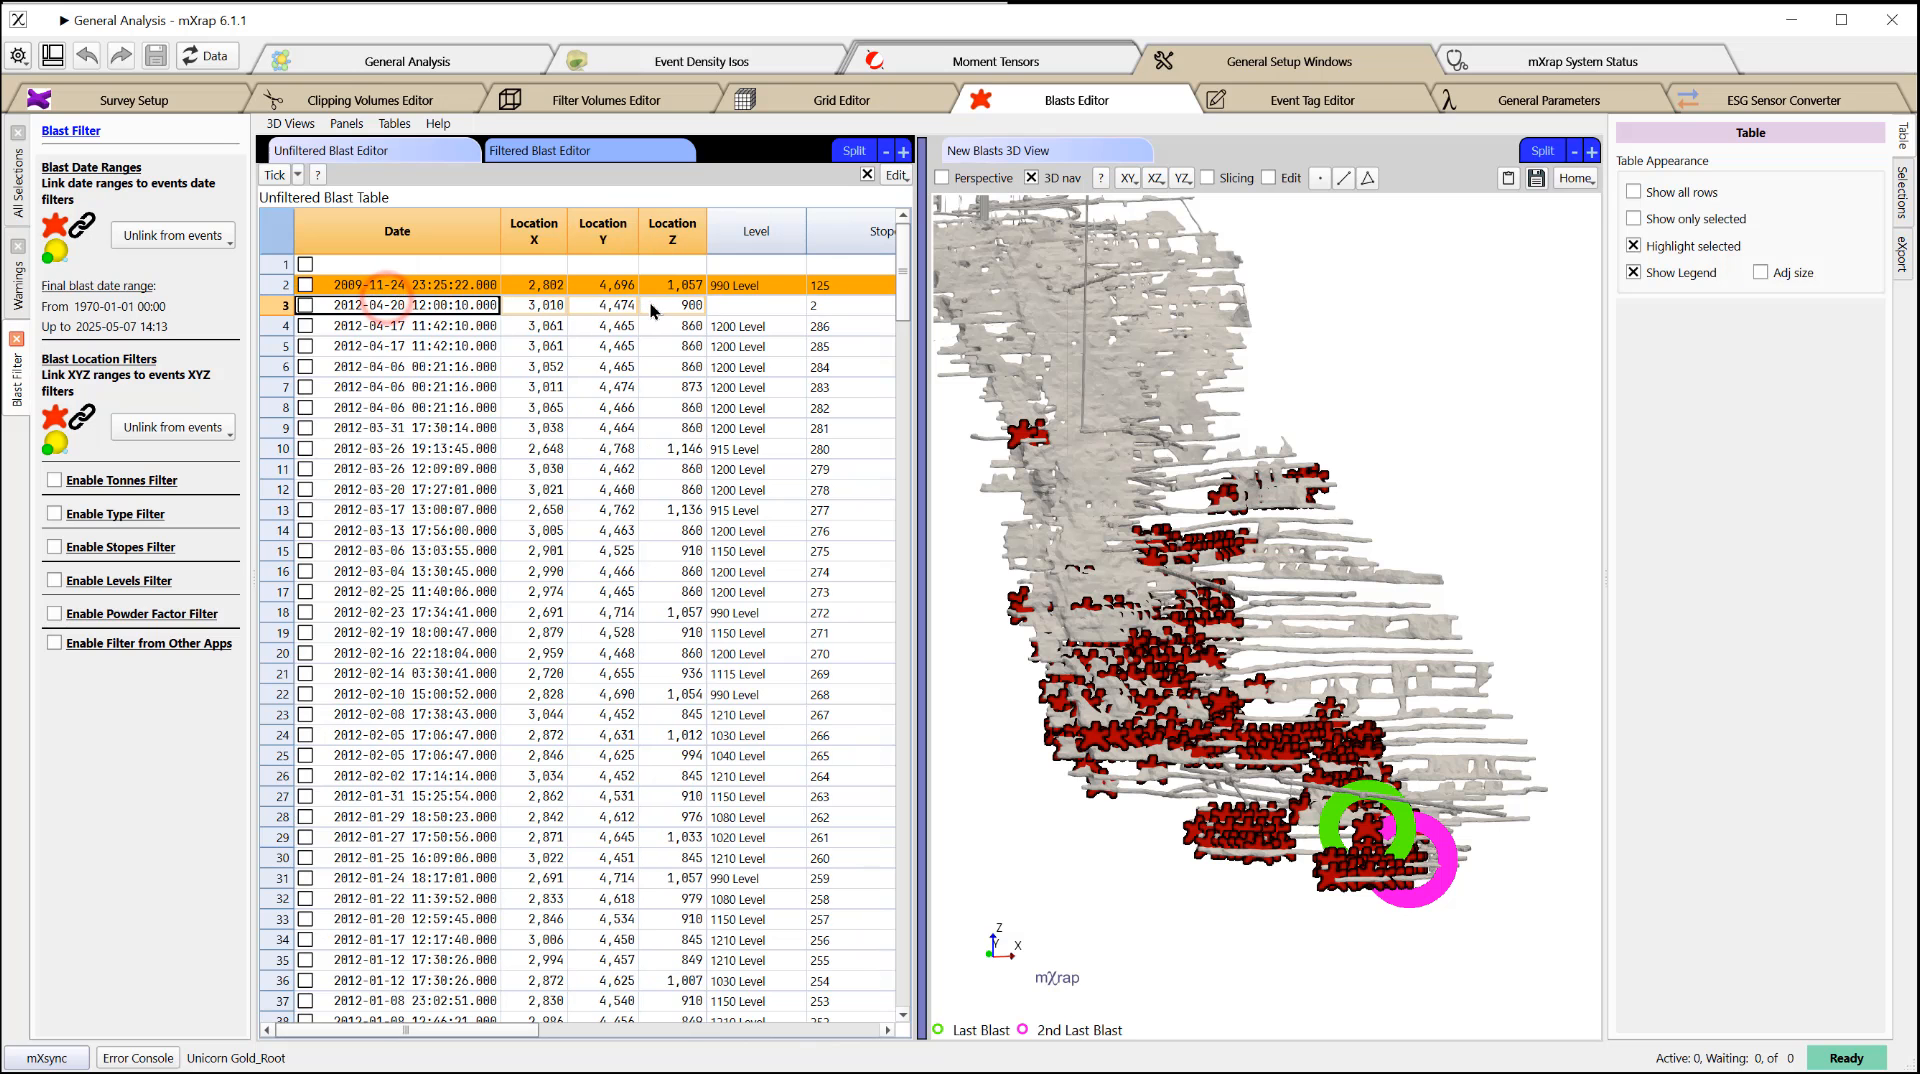 General Analysis - mXrap 6.1.1
Data
General Analysis
Event Density Isos
Moment Tensors
General Setup Windows
mXrap System Status
Survey Setup
Clipping Volumes Editor
Filter Volumes Editor
Grid Editor
Blasts Editor
Event Tag Editor
General Parameters
ESG Sensor Converter
All Selections
Warnings
Blast Filter
Blast Filter
Blast Date Ranges
Link date ranges to events date
filters
Unlink from events
Final blast date range:
From 1970-01-01 00:00
Up to 2025-05-07 14:13
Blast Location Filters
Link XYZ ranges to events XYZ
filters
Unlink from events
Enable Tonnes Filter
Enable Type Filter
Enable Stopes Filter
Enable Levels Filter
Enable Powder Factor Filter
Enable Filter from Other Apps
3D Views Panels Tables Help
Unfiltered Blast Editor
Filtered Blast Editor
Split - +
Tick ? Edit
Unfiltered Blast Table
Date Location X Location Y Location Z Level Stop
1
2 2009-11-24 23:25:22.000 2,802 4,696 1,057 990 Level 125
3 2012-04-20 12:00:10.000 3,010 4,474 900 2
4 2012-04-17 11:42:10.000 3,061 4,465 860 1200 Level 286
5 2012-04-17 11:42:10.000 3,061 4,465 860 1200 Level 285
6 2012-04-06 00:21:16.000 3,052 4,465 860 1200 Level 284
7 2012-04-06 00:21:16.000 3,011 4,474 873 1200 Level 283
8 2012-04-06 00:21:16.000 3,065 4,466 860 1200 Level 282
9 2012-03-31 17:30:14.000 3,038 4,464 860 1200 Level 281
10 2012-03-26 19:13:45.000 2,648 4,768 1,146 915 Level 280
11 2012-03-26 12:09:09.000 3,030 4,462 860 1200 Level 279
12 2012-03-20 17:27:01.000 3,021 4,460 860 1200 Level 278
13 2012-03-17 13:00:07.000 2,650 4,762 1,136 915 Level 277
14 2012-03-13 17:56:00.000 3,005 4,463 860 1200 Level 276
15 2012-03-06 13:03:55.000 2,901 4,525 910 1150 Level 275
16 2012-03-04 13:30:45.000 2,990 4,466 860 1200 Level 274
17 2012-02-25 11:40:06.000 2,974 4,465 860 1200 Level 273
18 2012-02-23 17:34:41.000 2,691 4,714 1,057 990 Level 272
19 2012-02-19 18:00:47.000 2,879 4,528 910 1150 Level 271
20 2012-02-16 22:18:04.000 2,959 4,468 860 1200 Level 270
21 2012-02-14 03:30:41.000 2,720 4,655 936 1115 Level 269
22 2012-02-10 15:00:52.000 2,828 4,690 1,054 990 Level 268
23 2012-02-08 17:38:43.000 3,044 4,452 845 1210 Level 267
24 2012-02-05 17:06:47.000 2,872 4,631 1,012 1030 Level 266
25 2012-02-05 17:06:47.000 2,846 4,625 994 1040 Level 265
26 2012-02-02 17:14:14.000 3,034 4,452 845 1210 Level 264
27 2012-01-31 15:25:54.000 2,862 4,531 910 1150 Level 263
28 2012-01-29 18:50:23.000 2,842 4,612 976 1080 Level 262
29 2012-01-27 17:50:56.000 2,871 4,645 1,033 1020 Level 261
30 2012-01-25 16:09:06.000 3,022 4,451 845 1210 Level 260
31 2012-01-24 18:17:01.000 2,691 4,714 1,057 990 Level 259
32 2012-01-22 11:39:52.000 2,833 4,618 979 1080 Level 258
33 2012-01-20 12:59:45.000 2,846 4,534 910 1150 Level 257
34 2012-01-17 12:17:40.000 3,006 4,450 845 1210 Level 256
35 2012-01-12 17:30:26.000 2,994 4,457 849 1210 Level 255
36 2012-01-12 17:30:26.000 2,872 4,625 1,007 1030 Level 254
37 2012-01-08 23:02:51.000 2,830 4,540 910 1150 Level 253
New Blasts 3D View
Split - +
Perspective 3D nav ? XY XZ YZ Slicing Edit Home
Z
Y
X
mXrap
Last Blast 2nd Last Blast
Table
Table Appearance
Show all rows
Show only selected
Highlight selected
Show Legend Adj size
Table
Selections
eXport
mXsync Error Console Unicorn Gold_Root
Active: 0, Waiting: 0, of 0 Ready